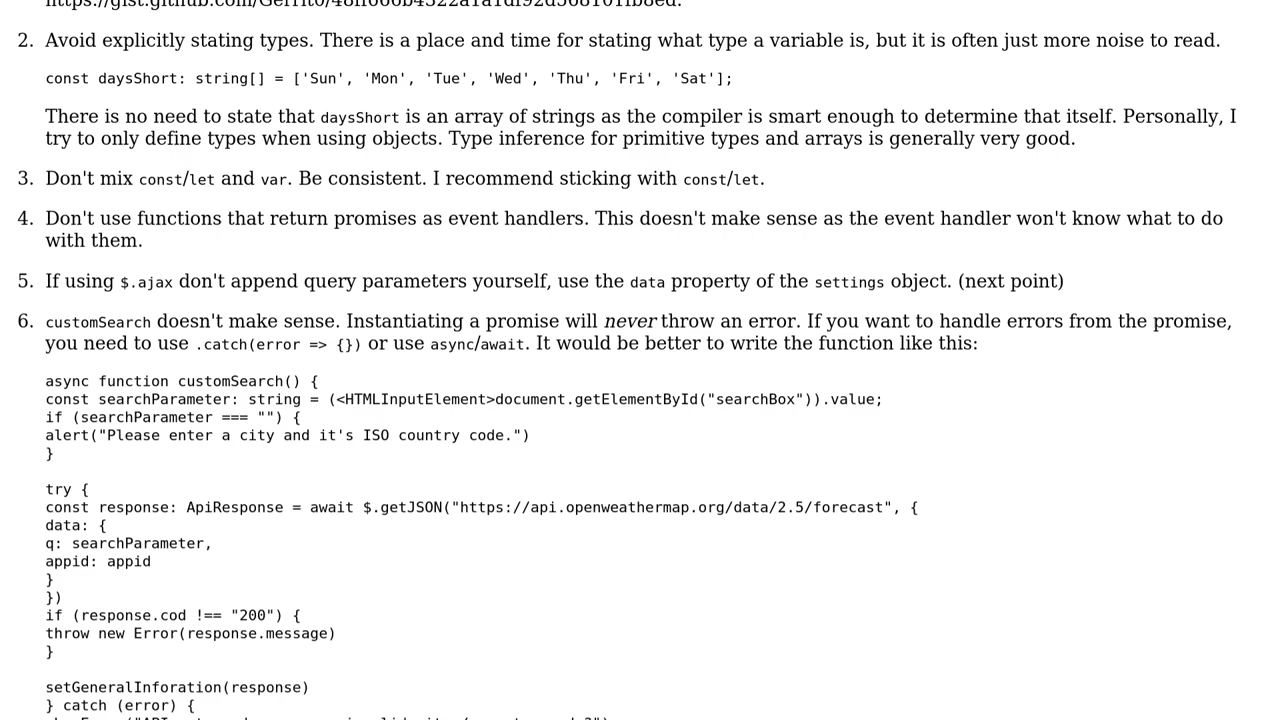 2. Avoid explicitly stating types. There is a place and time for stating what type a variable is, but it is often just more noise to read.
const daysShort: string[] = ['Sun', 'Mon', 'Tue', 'Wed', 'Thu', 'Fri', 'Sat'];
There is no need to state that daysShort is an array of strings as the compiler is smart enough to determine that itself. Personally, I
try to only define types when using objects. Type inference for primitive types and arrays is generally very good.
3. Don't mix const/let and var. Be consistent. I recommend sticking with const/let.
4. Don't use functions that return promises as event handlers. This doesn't make sense as the event handler won't know what to do
with them.
5. If using $.ajax don't append query parameters yourself, use the data property of the settings object. (next point)
6. customSearch doesn't make sense. Instantiating a promise will never throw an error. If you want to handle errors from the promise,
you need to use .catch(error => {}) or use async/await. It would be better to write the function like this:
async function customSearch() {
const searchParameter: string = (<HTMLInputElement>document.getElementById("searchBox")).value;
if (searchParameter === "") {
alert("Please enter a city and it's ISO country code.")
}
try {
const response: ApiResponse = await $.getJSON("https://api.openweathermap.org/data/2.5/forecast", {
data: {
q: searchParameter,
appid: appid
}
})
if (response.cod !== "200") {
throw new Error(response.message)
}
setGeneralInforation(response)
} catch (error) {